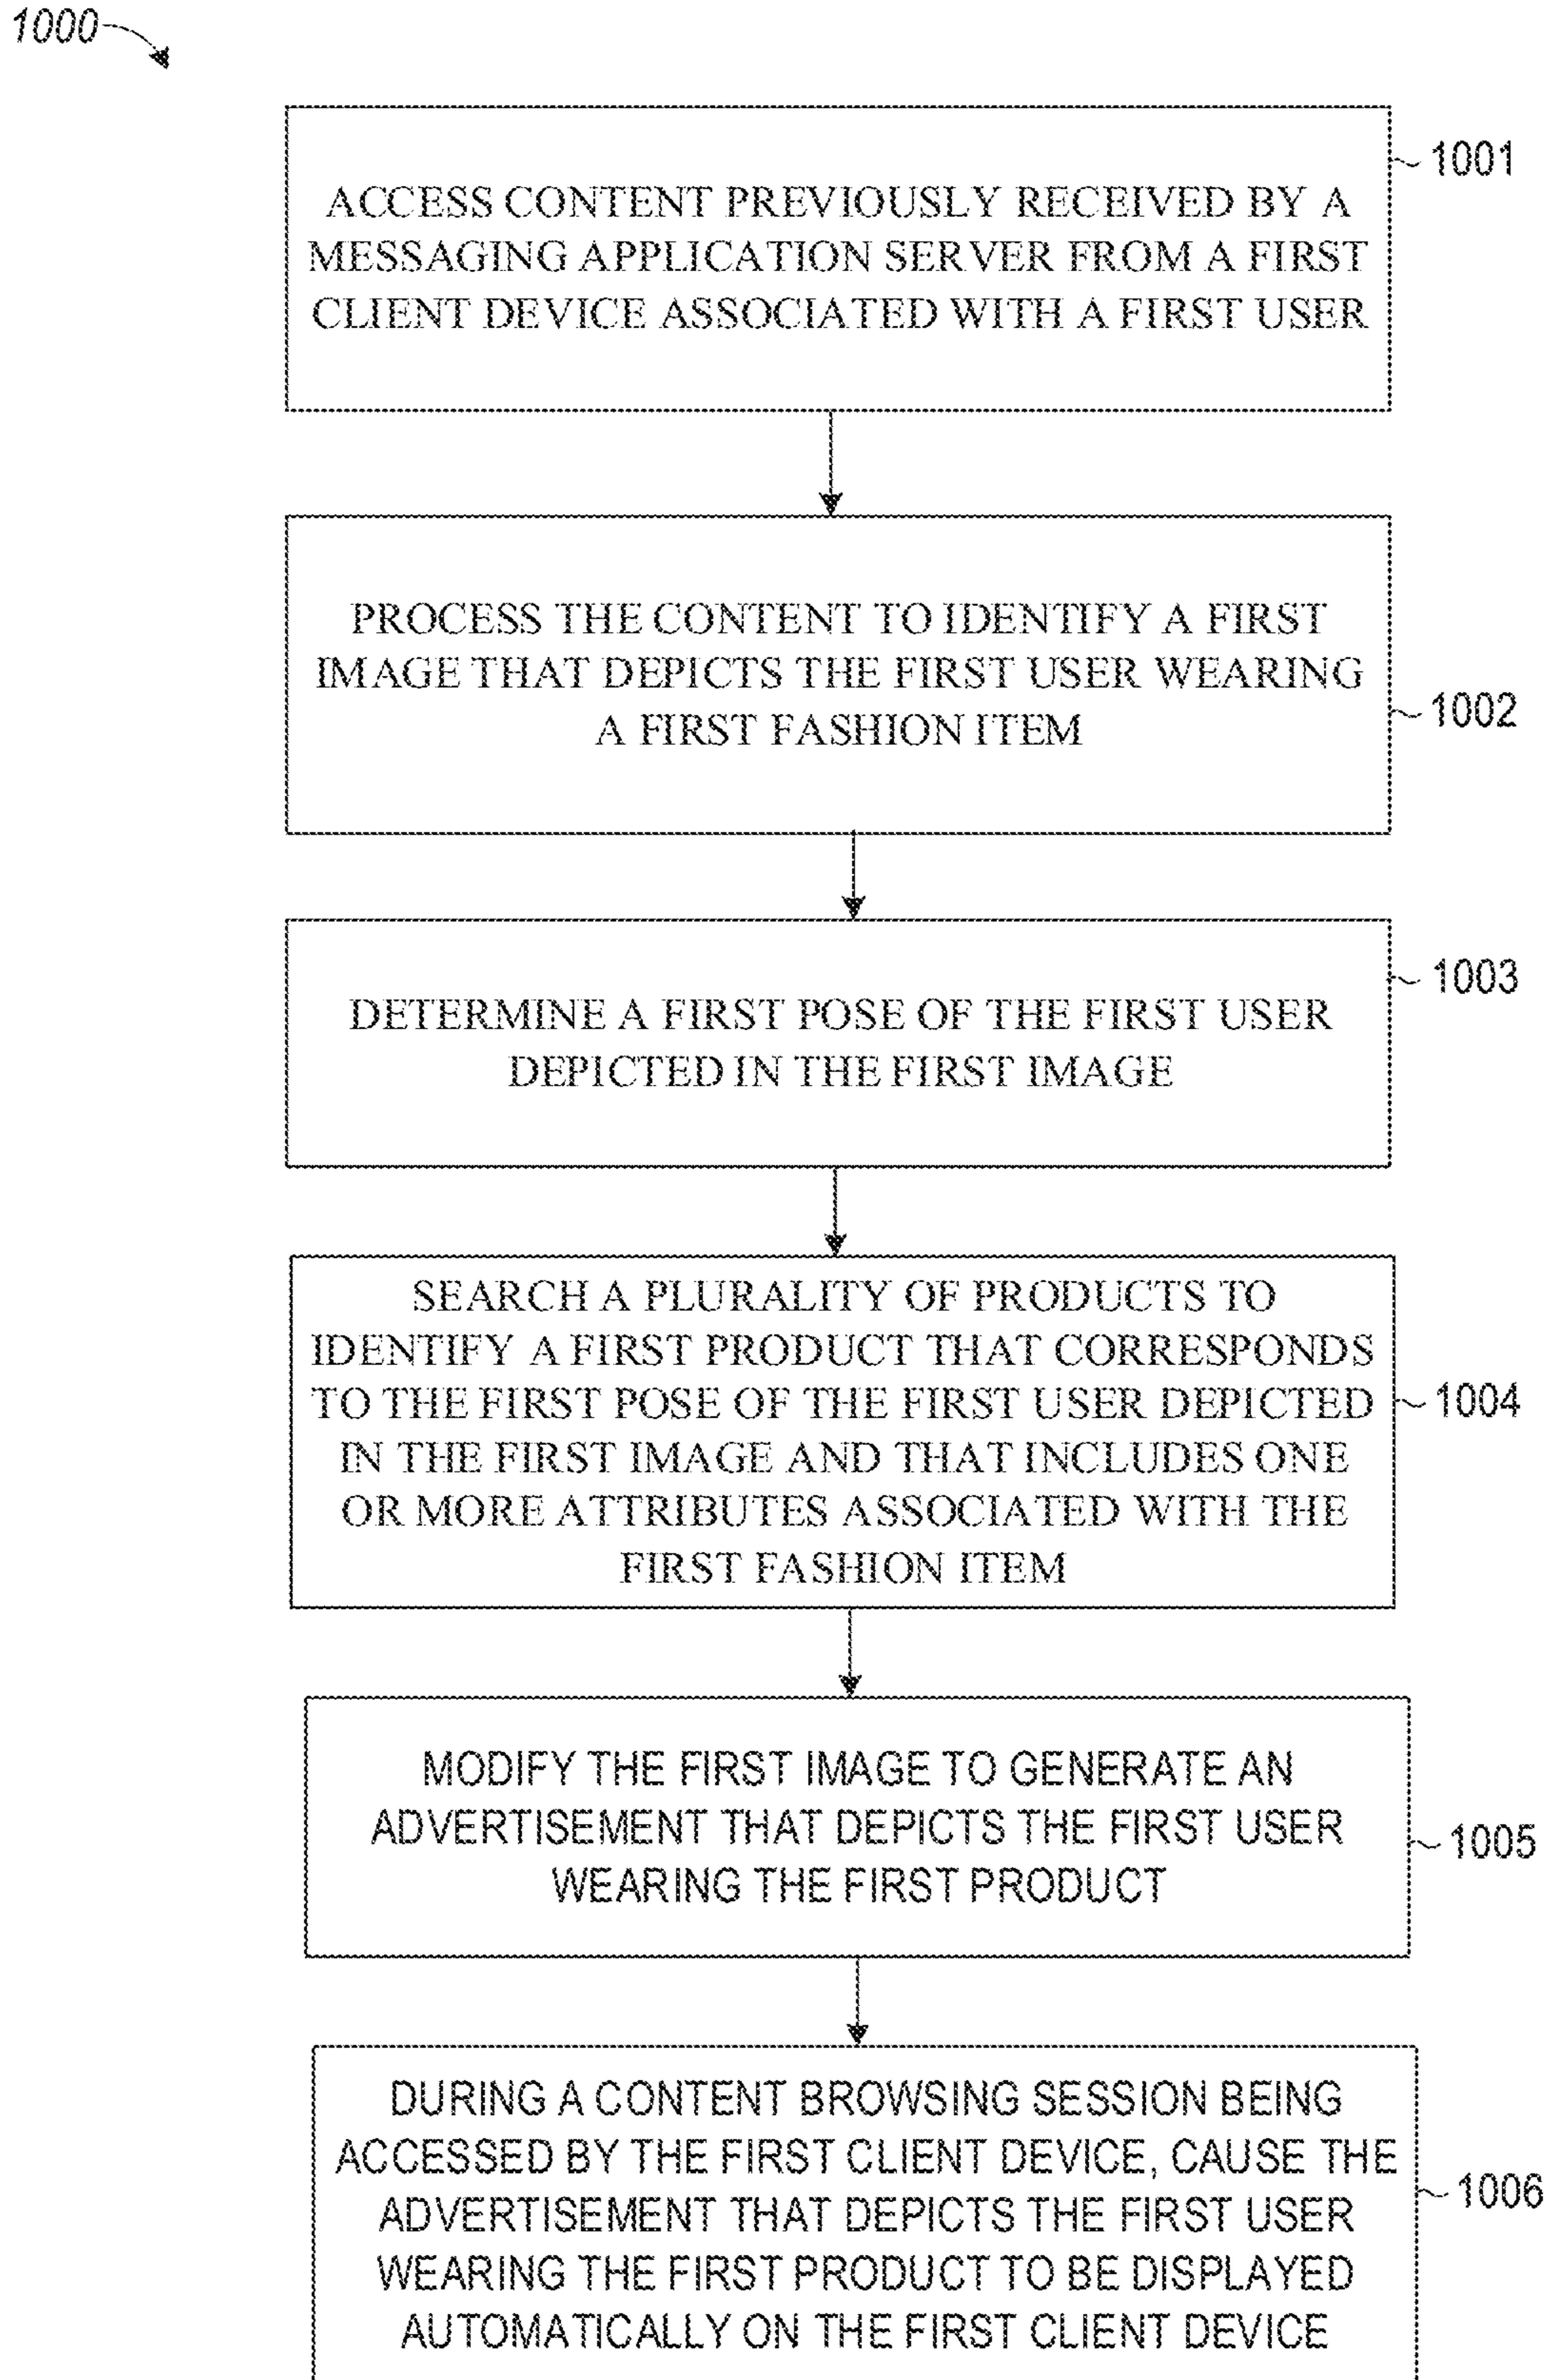 1000
ACCESS CONTENT PREVIOUSLY RECEIVED BY A
MESSAGING APPLICATION SERVER FROM A FIRST
CLIENT DEVICE ASSOCIATED WITH A FIRST USER
1001
PROCESS THE CONTENT TO IDENTIFY A FIRST
IMAGE THAT DEPICTS THE FIRST USER WEARING
A FIRST FASHION ITEM
1002
DETERMINE A FIRST POSE OF THE FIRST USER
DEPICTED IN THE FIRST IMAGE
1003
SEARCH A PLURALITY OF PRODUCTS TO
IDENTIFY A FIRST PRODUCT THAT CORRESPONDS
TO THE FIRST POSE OF THE FIRST USER DEPICTED
IN THE FIRST IMAGE AND THAT INCLUDES ONE
OR MORE ATTRIBUTES ASSOCIATED WITH THE
FIRST FASHION ITEM
1004
MODIFY THE FIRST IMAGE TO GENERATE AN
ADVERTISEMENT THAT DEPICTS THE FIRST USER
WEARING THE FIRST PRODUCT
1005
DURING A CONTENT BROWSING SESSION BEING
ACCESSED BY THE FIRST CLIENT DEVICE, CAUSE THE
ADVERTISEMENT THAT DEPICTS THE FIRST USER
WEARING THE FIRST PRODUCT TO BE DISPLAYED
AUTOMATICALLY ON THE FIRST CLIENT DEVICE
1006